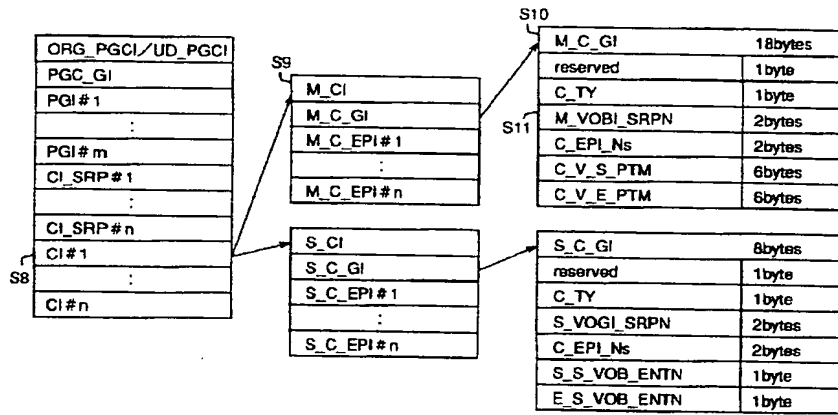 ORG_PGCI/UD_PGCI
PGC_GI
PGI#1
:
PGI#m
CI_SRP#1
:
CI_SRP#n
S8
CI#1
:
CI#n
S9
M_CI
M_C_GI
M_C_EPI#1
:
M_C_EPI#n
S_CI
S_C_GI
S_C_EPI#1
:
S_C_EPI#n
S10
M_C_GI 18bytes
reserved 1byte
C_TY 1byte
S11
M_VOBI_SRPN 2bytes
C_EPI_Ns 2bytes
C_V_S_PTM 6bytes
C_V_E_PTM 6bytes
S_C_GI 8bytes
reserved 1byte
C_TY 1byte
S_VOGI_SRPN 2bytes
C_EPI_Ns 2bytes
S_S_VOB_ENTN 1byte
E_S_VOB_ENTN 1byte